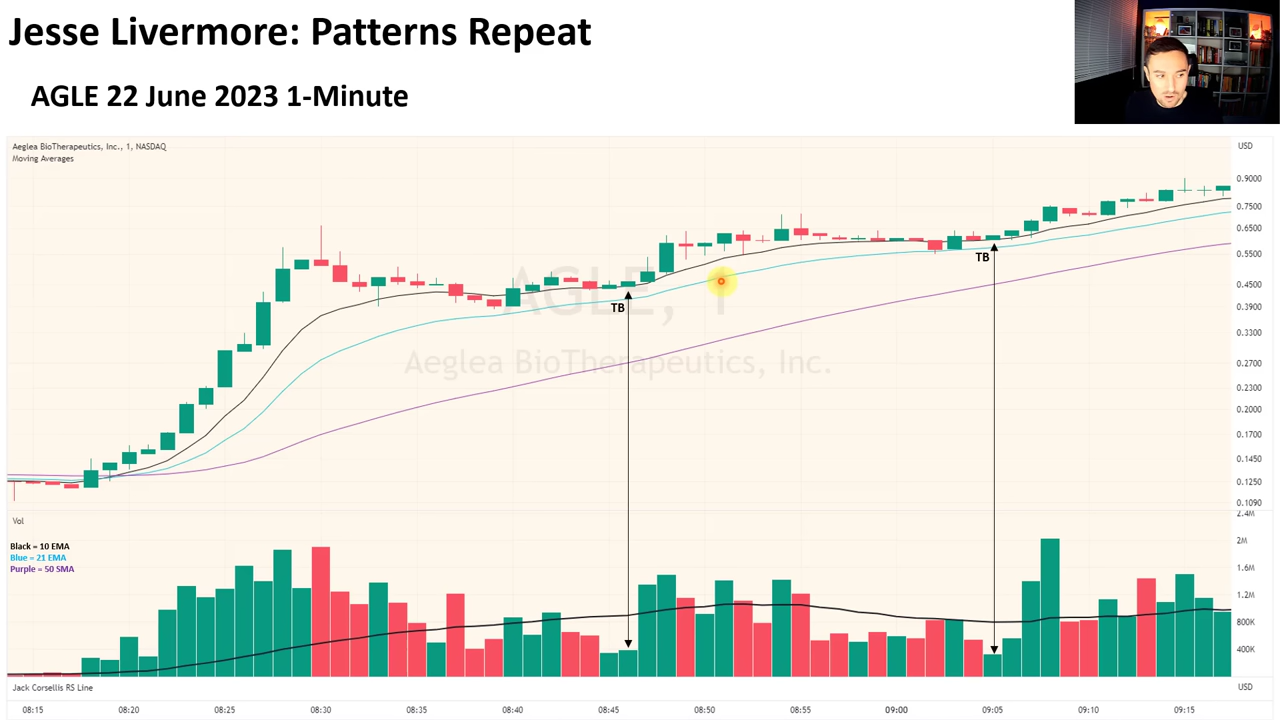 Jesse Livermore: Patterns Repeat
AGLE 22 June 2023 1-Minute
Aeglea BioTherapeutics, Inc., 1, NASDAQ
Moving Averages
USD
0.9000
0.7500
0.6500
0.5500
0.4500
0.3900
0.3300
0.2700
0.2300
0.2000
0.1700
0.1450
0.1250
0.1090
TB
TB
AGLE, 1
Aeglea BioTherapeutics, Inc.
Vol
Black = 10 EMA
Blue = 21 EMA
Purple = 50 SMA
2.4M
2M
1.6M
1.2M
800K
400K
Jack Corsellis RS Line
USD
08:15 08:20 08:25 08:30 08:35 08:40 08:45 08:50 08:55 09:00 09:05 09:10 09:15